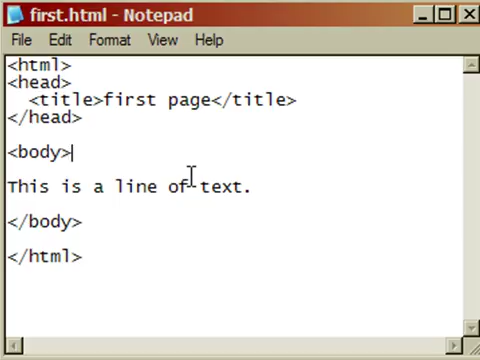 first.html - Notepad
File Edit Format View Help
<html>
<head>
  <title>first page</title>
</head>
<body>
This is a line of text.
</body>
</html>